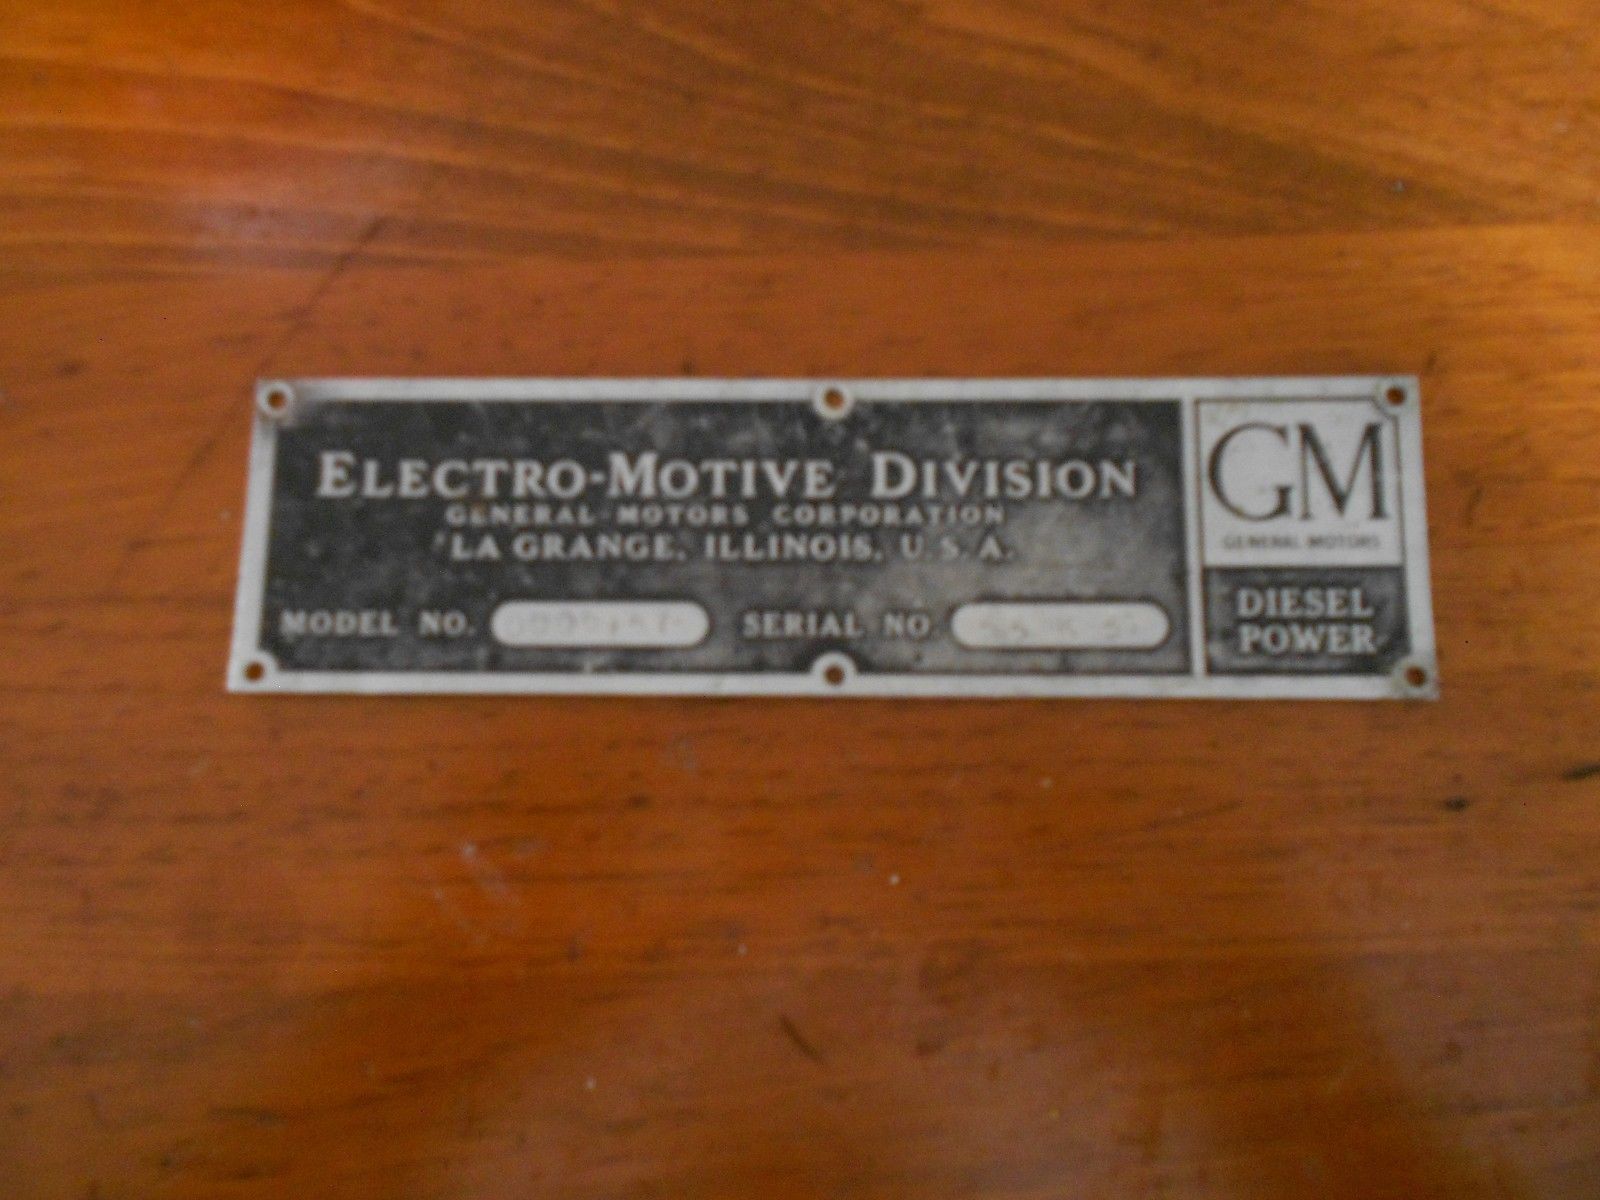 ELECTRO-MOTIVE DIVISION
GENERAL MOTORS CORPORATION
LA GRANGE, ILLINOIS, U.S.A.
MODEL NO. SERIAL NO.
GM
GENERAL MOTORS
DIESEL
POWER